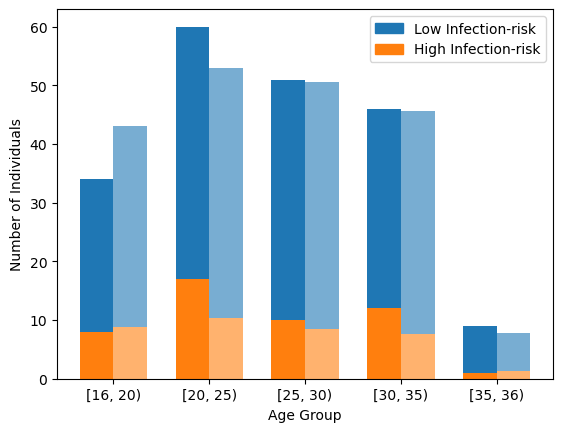 60
50
40
30
20
10
0
Number of Individuals
Low Infection-risk
High Infection-risk
[16, 20) [20, 25) [25, 30) [30, 35) [35, 36)
Age Group